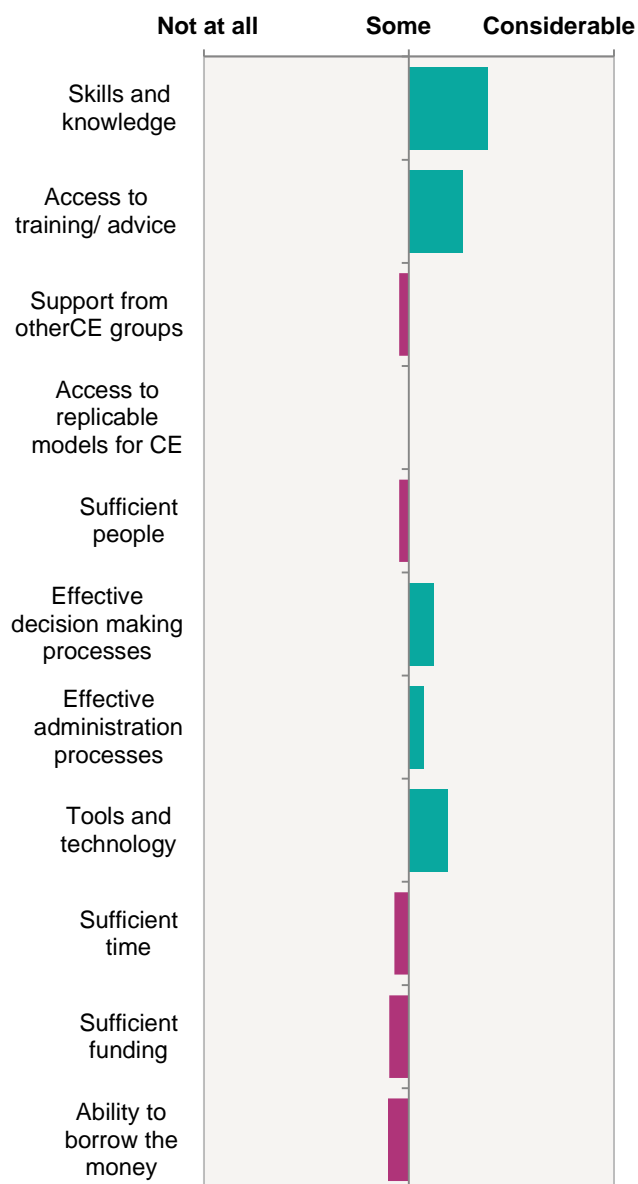 Not at all Some Considerable
Skills and
knowledge
Access to
training/ advice
Support from
otherCE groups
Access to
replicable
models for CE
Sufficient
people
Effective
decision making
processes
Effective
administration
processes
Tools and
technology
Sufficient
time
Sufficient
funding
Ability to
borrow the
money